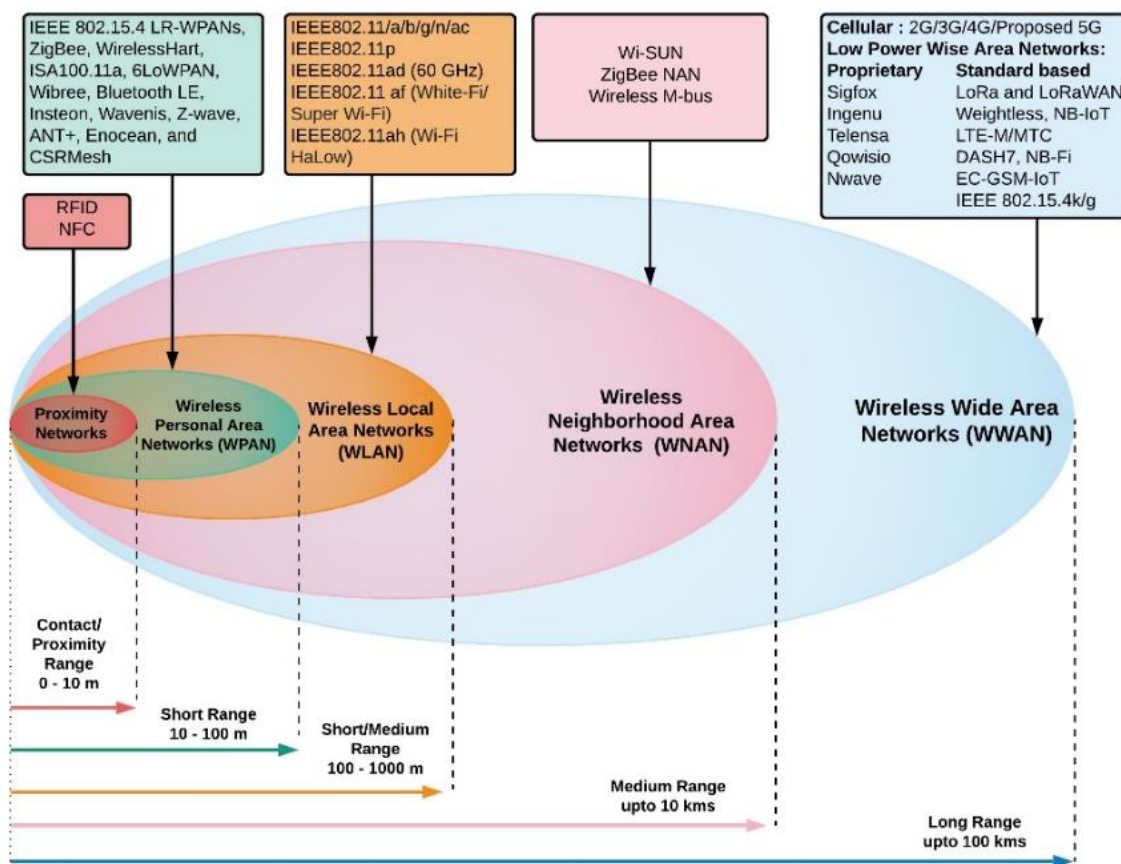 IEEE 802.15.4 LR-WPANs,
ZigBee, WirelessHart,
ISA100.11a, 6LoWPAN,
Wibree, Bluetooth LE,
Insteon, Wavenis, Z-wave,
ANT+, Enocean, and
CSRMesh
IEEE802.11/a/b/g/n/ac
IEEE802.11p
IEEE802.11ad (60 GHz)
IEEE802.11 af (White-Fi/
Super Wi-Fi)
IEEE802.11ah (Wi-Fi
HaLow)
Wi-SUN
ZigBee NAN
Wireless M-bus
Cellular : 2G/3G/4G/Proposed 5G
Low Power Wise Area Networks:
Proprietary Standard based
Sigfox LoRa and LoRaWAN
Ingenu Weightless, NB-IoT
Telensa LTE-M/MTC
Qowisio DASH7, NB-Fi
Nwave EC-GSM-IoT
IEEE 802.15.4k/g
RFID
NFC
Proximity
Networks
Wireless
Personal Area
Networks (WPAN)
Wireless Local
Area Networks
(WLAN)
Wireless
Neighborhood Area
Networks (WNAN)
Wireless Wide Area
Networks (WWAN)
Contact/
Proximity
Range
0 - 10 m
Short Range
10 - 100 m
Short/Medium
Range
100 - 1000 m
Medium Range
upto 10 kms
Long Range
upto 100 kms